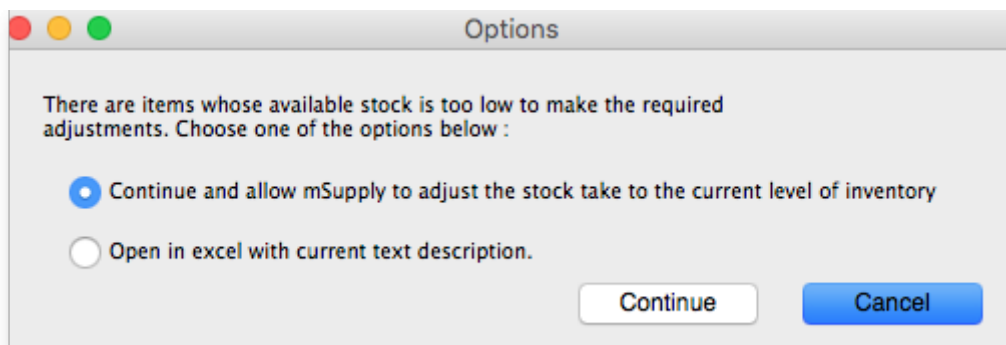 Options
There are items whose available stock is too low to make the required
adjustments. Choose one of the options below :
Continue and allow mSupply to adjust the stock take to the current level of inventory
Open in excel with current text description.
Continue
Cancel